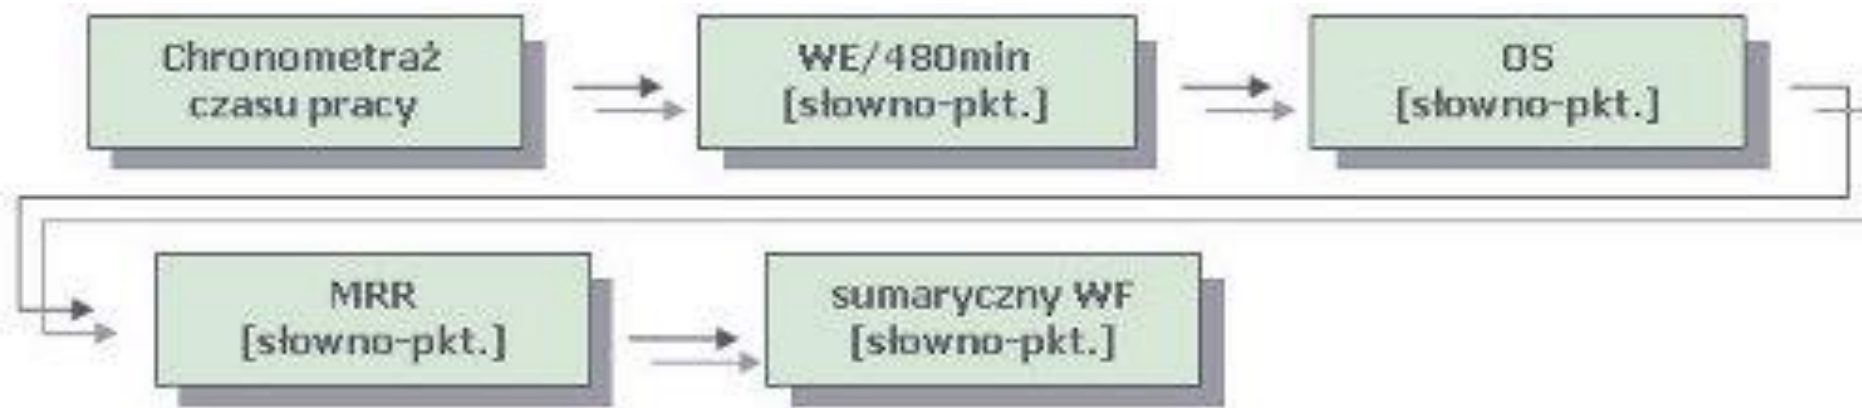 Chronometraż
czasu pracy
WE/480min
[słowno-pkt.]
OS
[słowno-pkt.]
MRR
[słowno-pkt.]
sumaryczny WF
[słowno-pkt.]